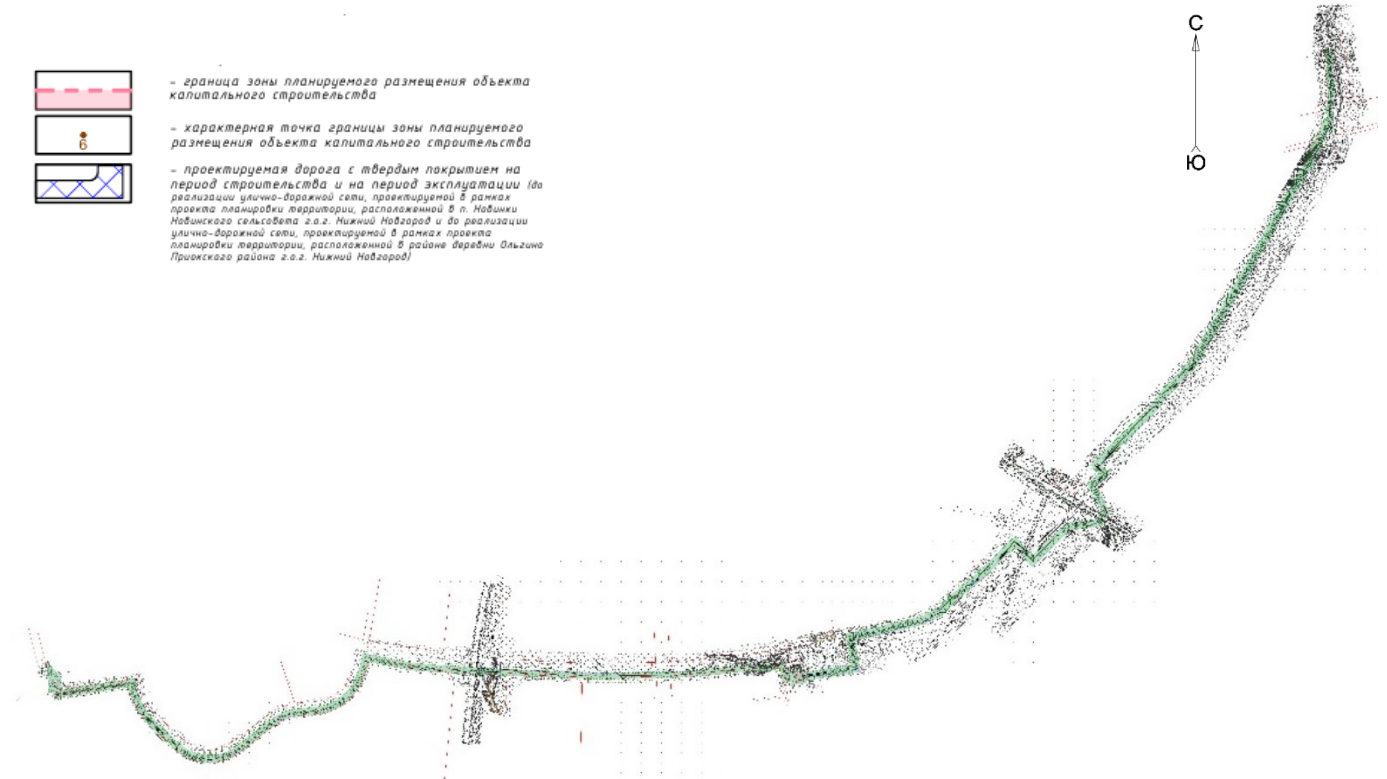 – граница зоны планируемого размещения объекта
капитального строительства
6
– характерная точка границы зоны планируемого
размещения объекта капитального строительства
– проектируемая дорога с твердым покрытием на
период строительства и на период эксплуатации (до
реализации улично-дорожной сети, проектируемой в рамках
проекта планировки территории, расположенной в п. Новинки
Новинского сельсовета г.о.г. Нижний Новгород и до реализации
улично-дорожной сети, проектируемой в рамках проекта
планировки территории, расположенной в районе деревни Ольгино
Приокского района г.о.г. Нижний Новгород)
С
Ю